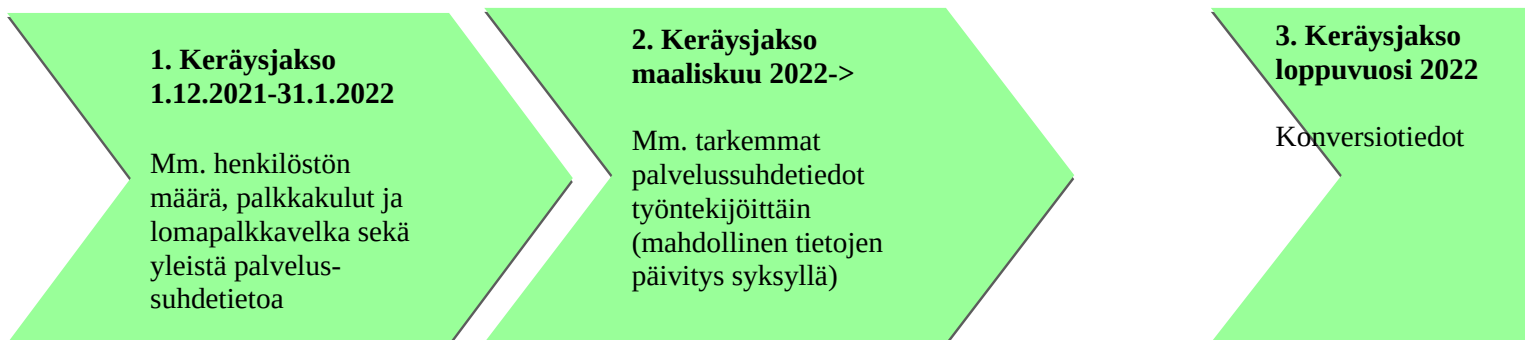 1. Keräysjakso
1.12.2021-31.1.2022
Mm. henkilöstön
määrä, palkkakulut ja
lomapalkkavelka sekä
yleistä palvelus-
suhdetietoa
2. Keräysjakso
maaliskuu 2022->
Mm. tarkemmat
palvelussuhdetiedot
työntekijöittäin
(mahdollinen tietojen
päivitys syksyllä)
3. Keräysjakso
loppuvuosi 2022
Konversiotiedot